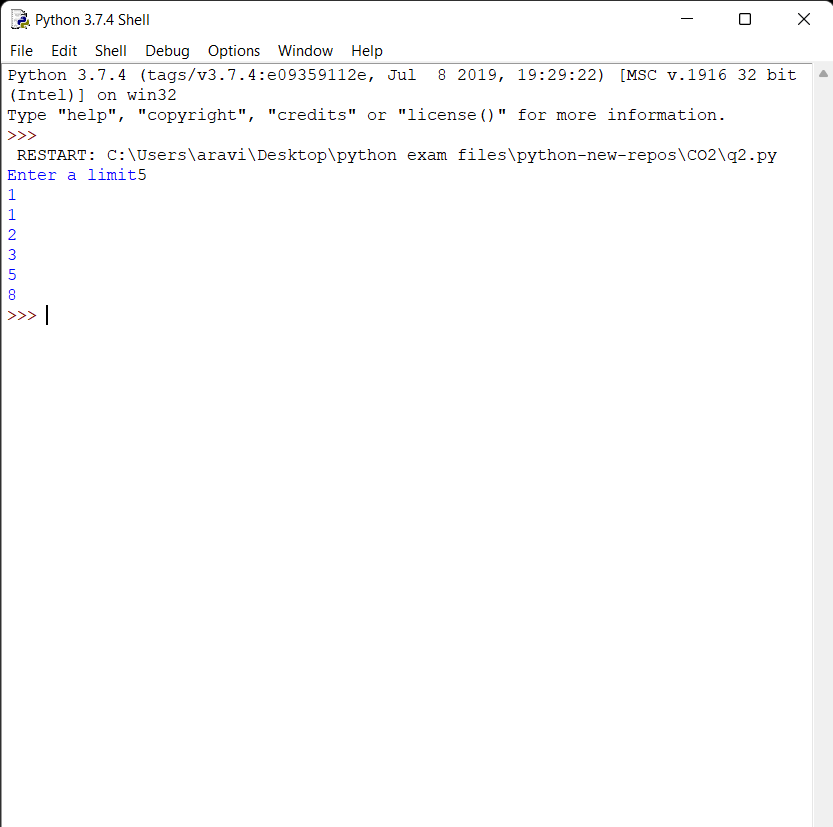 Python 3.7.4 Shell
File Edit Shell Debug Options Window Help
Python 3.7.4 (tags/v3.7.4:e09359112e, Jul  8 2019, 19:29:22) [MSC v.1916 32 bit
(Intel)] on win32
Type "help", "copyright", "credits" or "license()" for more information.
>>>
 RESTART: C:\Users\aravi\Desktop\python exam files\python-new-repos\CO2\q2.py
Enter a limit5
1
1
2
3
5
8
>>>